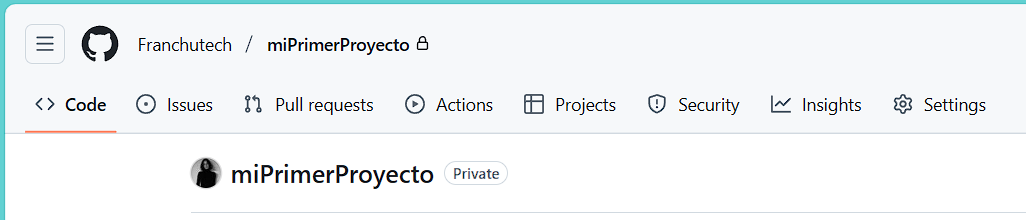 Franchutech / miPrimerProyecto
Code Issues Pull requests Actions Projects Security Insights Settings
miPrimerProyecto Private